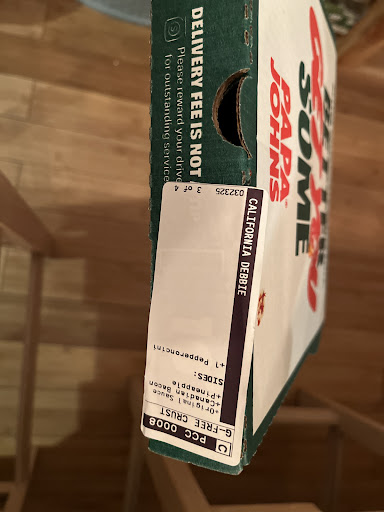 DELIVERY FEE IS NOT
Please reward your drive
for outstanding service
BETTE
SOME
PAPA
JOHNS
CALIFORNIA DEBBIE
032325
3 of 4
C
PCC 0008
G-FREE CRUST
+Original Sauce
+Canadian Bacon
+Pineapple
SIDES:
+1 Pepperoncini